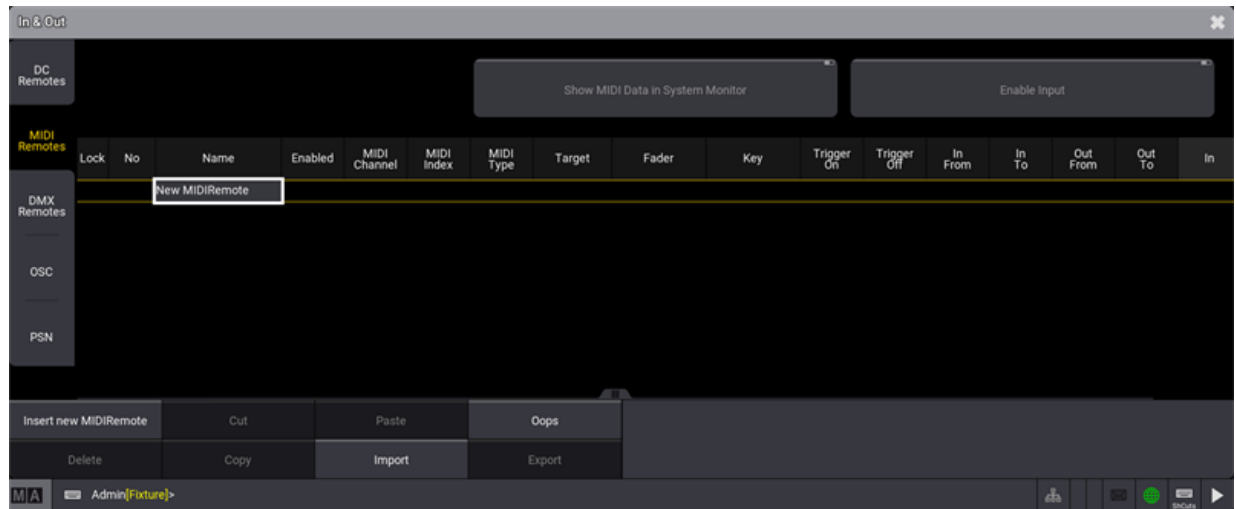 In & Out
DC
Remotes
Show MIDI Data in System Monitor
Enable Input
MIDI
Remotes
Lock No Name Enabled MIDI Channel MIDI Index MIDI Type Target Fader Key Trigger On Trigger Off In From In To Out From Out To In
New MIDIRemote
DMX
Remotes
OSC
PSN
Insert new MIDIRemote Cut Paste Oops
Delete Copy Import Export
MA Admin[Fixture]>
ShCuts